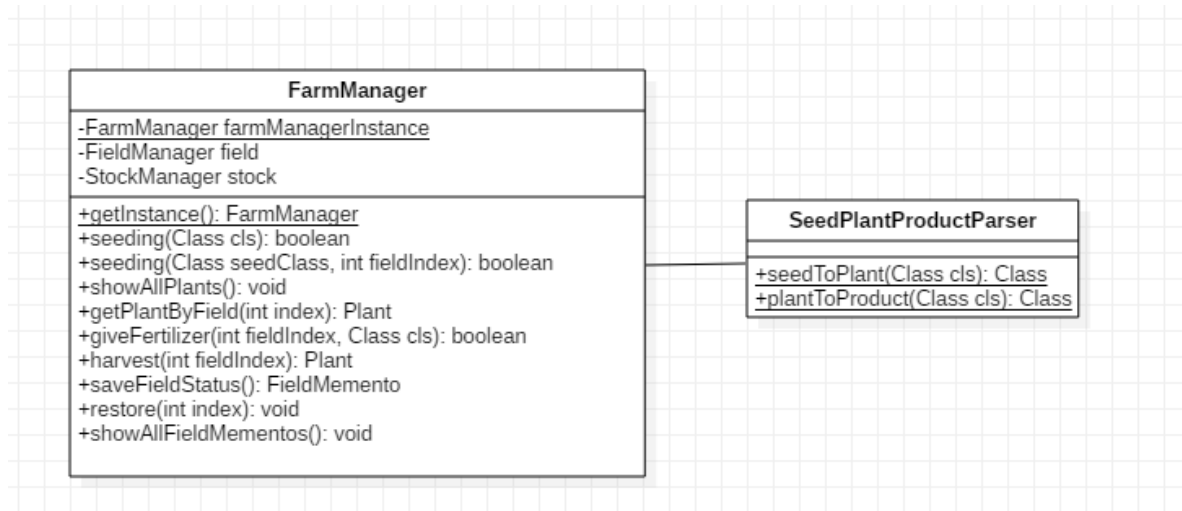 FarmManager
-FarmManager farmManagerInstance
-FieldManager field
-StockManager stock
+getInstance(): FarmManager
+seeding(Class cls): boolean
+seeding(Class seedClass, int fieldIndex): boolean
+showAllPlants(): void
+getPlantByField(int index): Plant
+giveFertilizer(int fieldIndex, Class cls): boolean
+harvest(int fieldIndex): Plant
+saveFieldStatus(): FieldMemento
+restore(int index): void
+showAllFieldMementos(): void
SeedPlantProductParser
+seedToPlant(Class cls): Class
+plantToProduct(Class cls): Class